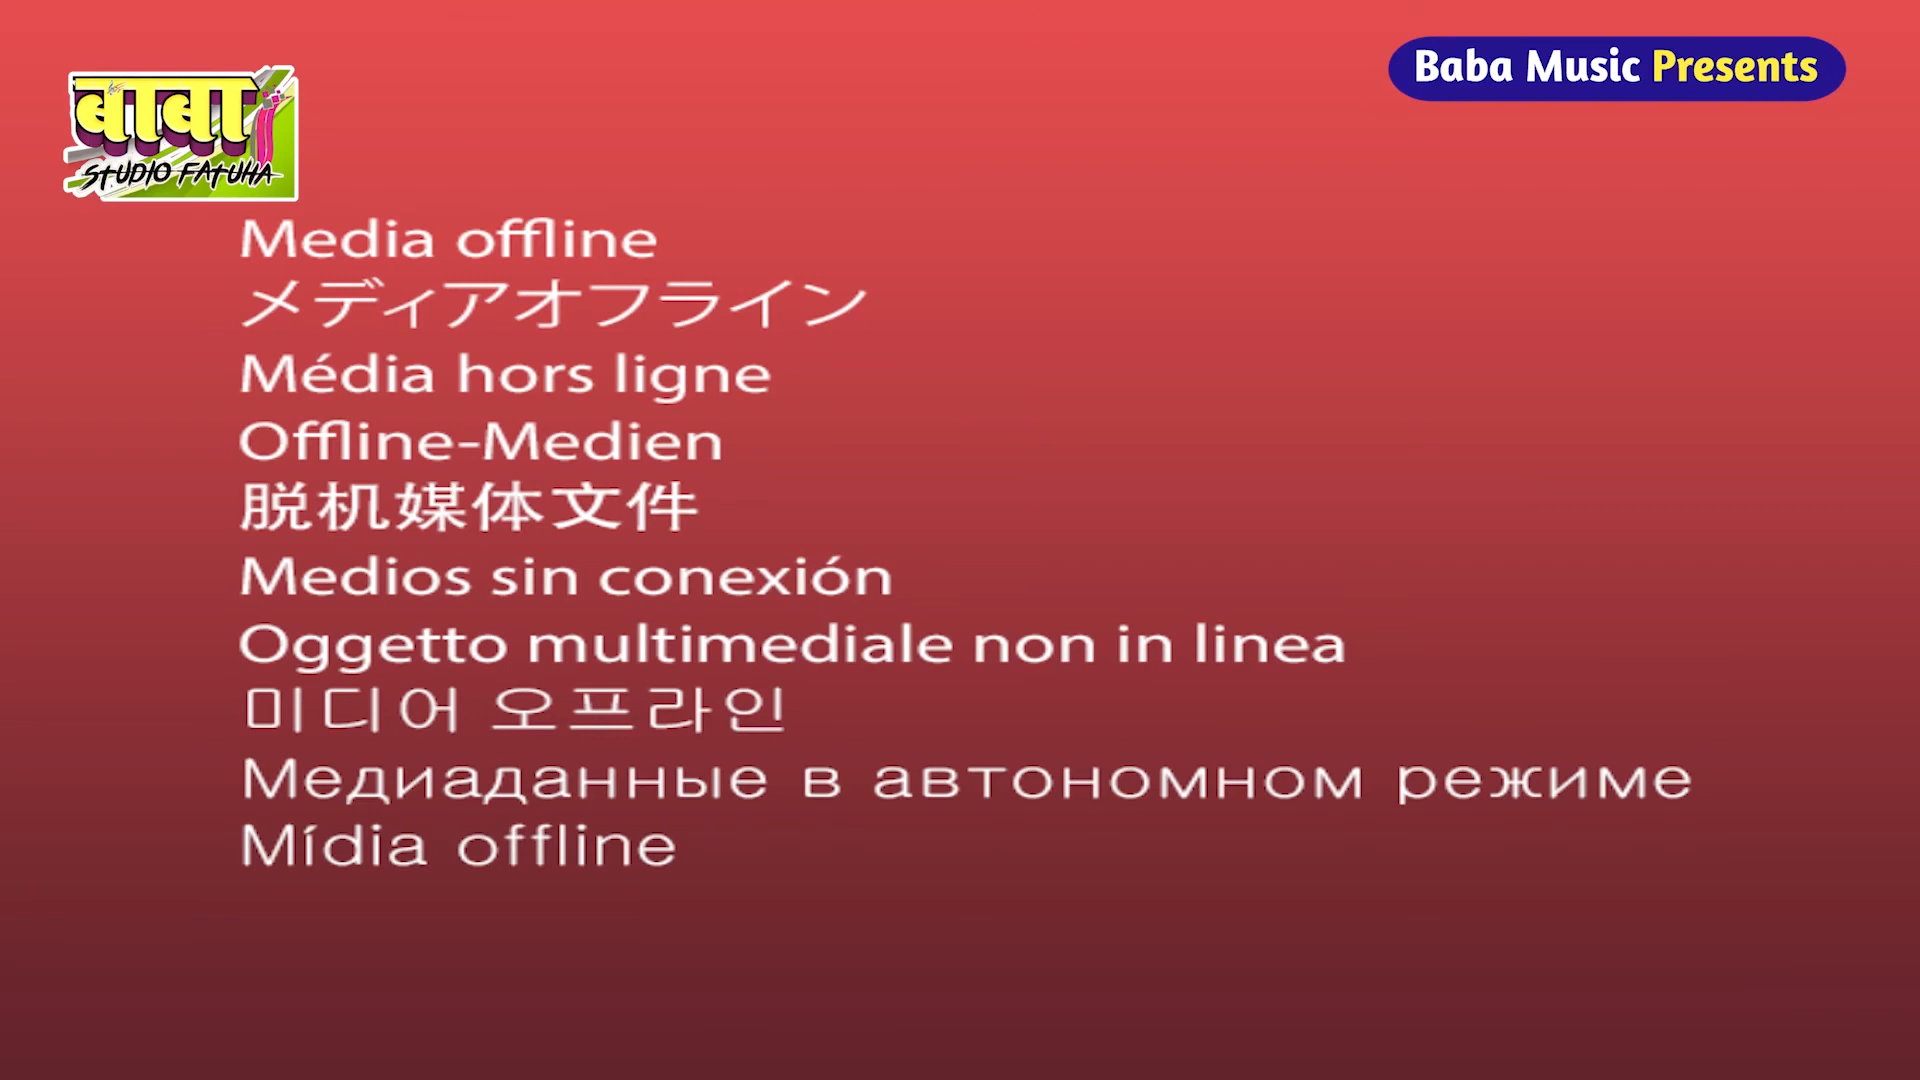 Baba Music Presents
बाबा
STUDIO FATUHA
Media offline
メディアオフライン
Média hors ligne
Offline-Medien
脱机媒体文件
Medios sin conexión
Oggetto multimediale non in linea
미디어 오프라인
Медиаданные в автономном режиме
Mídia offline